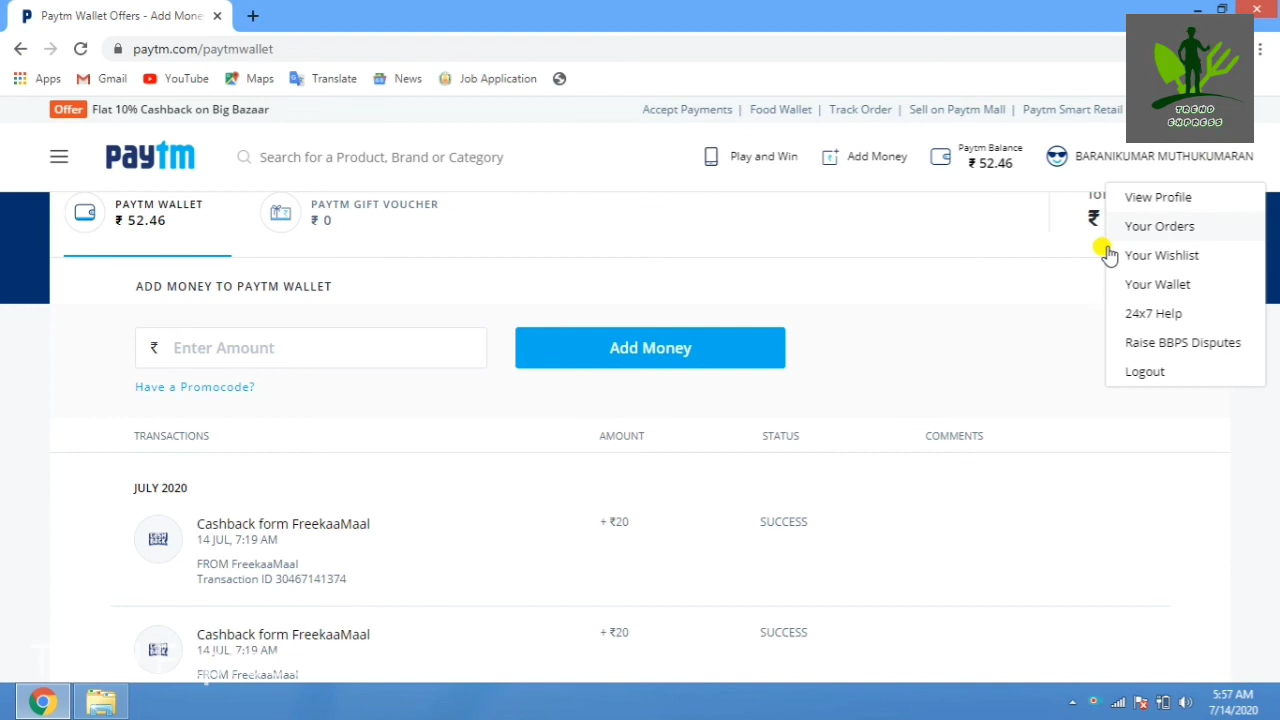 Paytm Wallet Offers - Add Mone
paytm.com/paytmwallet
Apps Gmail YouTube Maps Translate News Job Application
TREND
EXPRESS
Offer Flat 10% Cashback on Big Bazaar Accept Payments | Food Wallet | Track Order | Sell on Paytm Mall | Paytm Smart Retail
paytm Search for a Product, Brand or Category Play and Win Add Money Paytm Balance ₹ 52.46 BARANIKUMAR MUTHUKUMARAN
PAYTM WALLET
₹ 52.46
PAYTM GIFT VOUCHER
₹ 0
₹
View Profile
Your Orders
Your Wishlist
Your Wallet
24x7 Help
Raise BBPS Disputes
Logout
ADD MONEY TO PAYTM WALLET
₹ Enter Amount Add Money
Have a Promocode?
TRANSACTIONS AMOUNT STATUS COMMENTS
JULY 2020
Cashback form FreekaaMaal + ₹20 SUCCESS
14 JUL, 7:19 AM
FROM FreekaaMaal
Transaction ID 30467141374
Cashback form FreekaaMaal + ₹20 SUCCESS
14 JUL, 7:19 AM
FROM FreekaaMaal
5:57 AM
7/14/2020